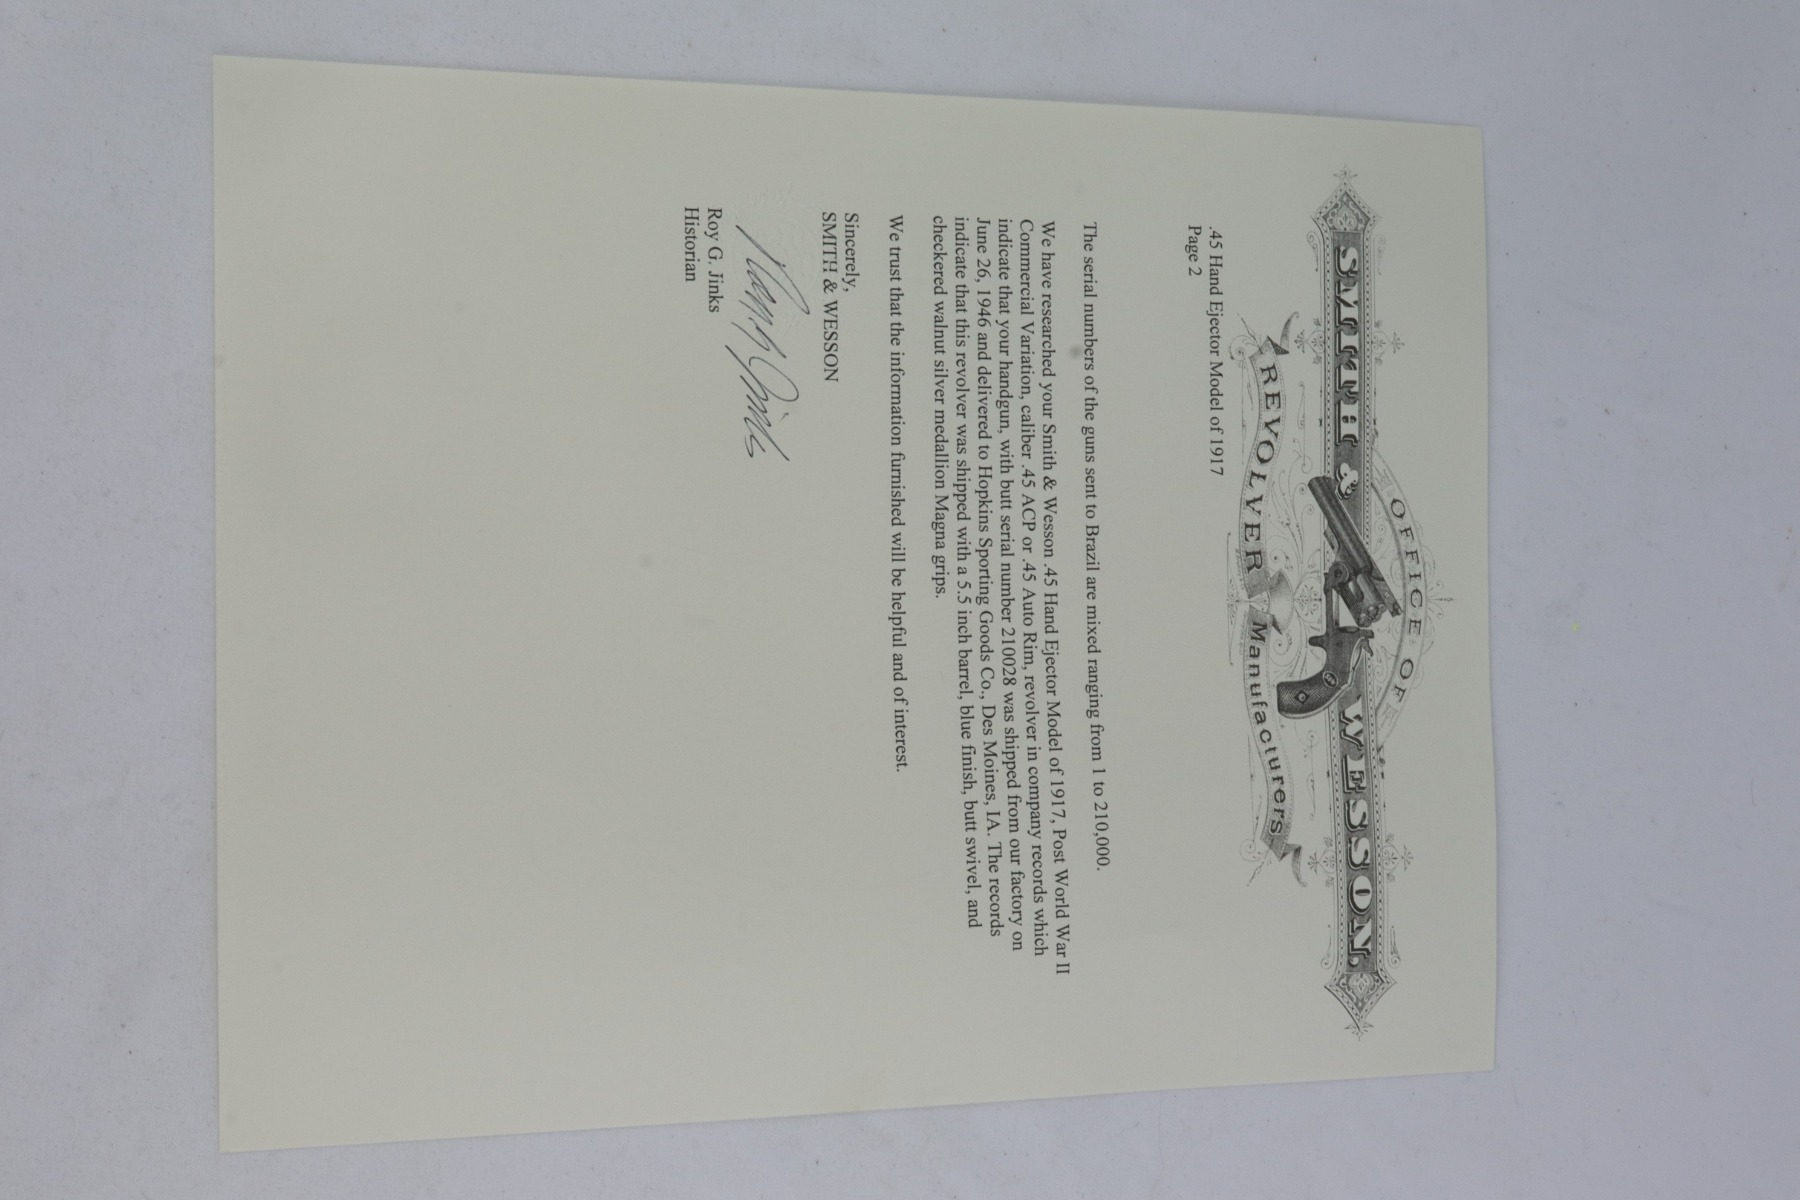 OFFICE OF
SMITH & WESSON,
REVOLVER Manufacturers
.45 Hand Ejector Model of 1917
Page 2
The serial numbers of the guns sent to Brazil are mixed ranging from 1 to 210,000.
We have researched your Smith & Wesson .45 Hand Ejector Model of 1917, Post World War II
Commercial Variation, caliber .45 ACP or .45 Auto Rim, revolver in company records which
indicate that your handgun, with butt serial number 210028 was shipped from our factory on
June 26, 1946 and delivered to Hopkins Sporting Goods Co., Des Moines, IA. The records
indicate that this revolver was shipped with a 5.5 inch barrel, blue finish, butt swivel, and
checkered walnut silver medallion Magna grips.
We trust that the information furnished will be helpful and of interest.
Sincerely,
SMITH & WESSON
Roy G. Jinks
Roy G. Jinks
Historian